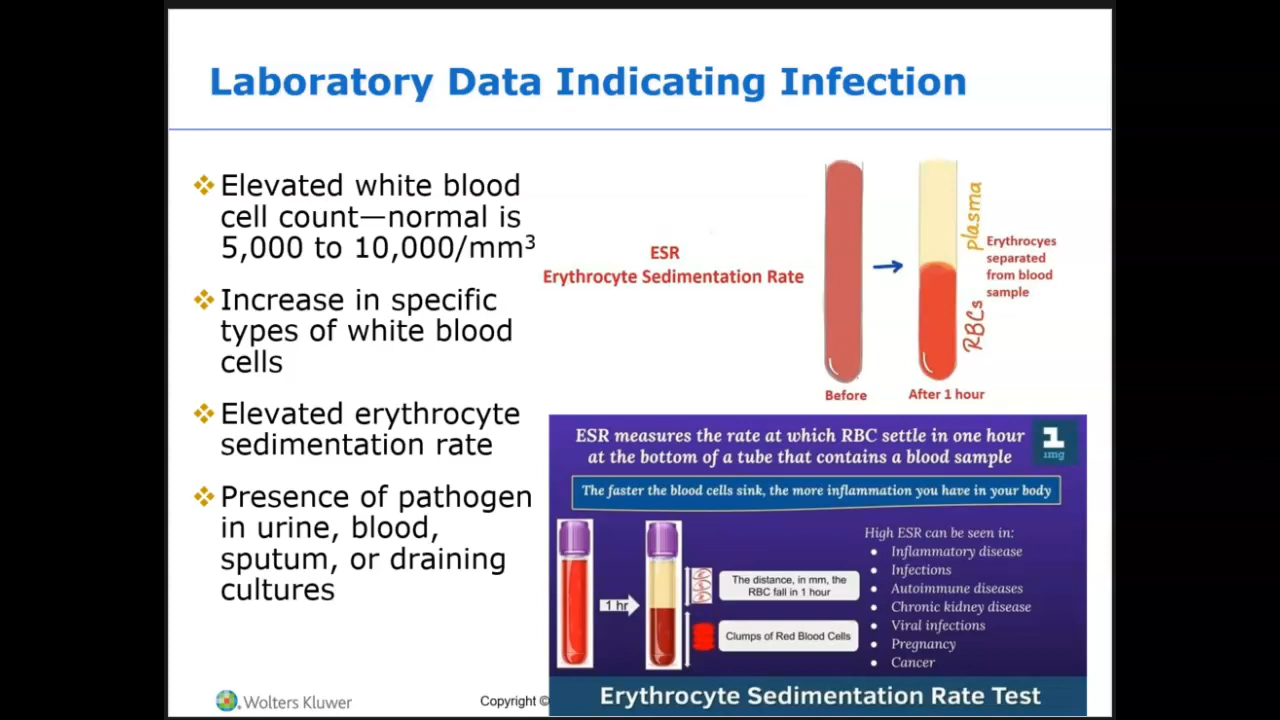 Laboratory Data Indicating Infection
❖ Elevated white blood
cell count—normal is
5,000 to 10,000/mm³
❖ Increase in specific
types of white blood
cells
❖ Elevated erythrocyte
sedimentation rate
❖ Presence of pathogen
in urine, blood,
sputum, or draining
cultures
ESR
Erythrocyte Sedimentation Rate
plasma
RBCs
Erythrocyes
separated
from blood
sample
Before
After 1 hour
ESR measures the rate at which RBC settle in one hour
at the bottom of a tube that contains a blood sample
1
img
The faster the blood cells sink, the more inflammation you have in your body
1 hr
The distance, in mm, the
RBC fall in 1 hour
Clumps of Red Blood Cells
High ESR can be seen in:
• Inflammatory disease
• Infections
• Autoimmune diseases
• Chronic kidney disease
• Viral infections
• Pregnancy
• Cancer
Erythrocyte Sedimentation Rate Test
Wolters Kluwer
Copyright ©